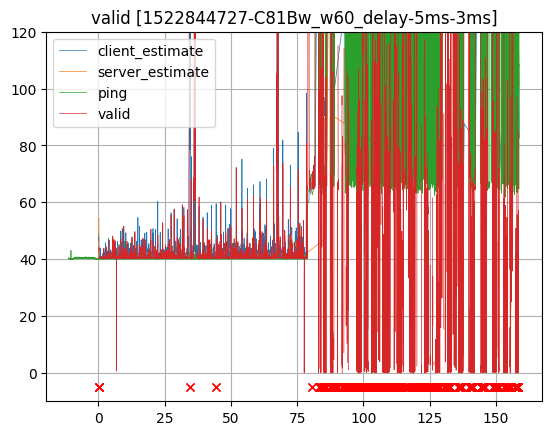 valid [1522844727-C81Bw_w60_delay-5ms-3ms]
client_estimate
server_estimate
ping
valid
120
100
80
60
40
20
0
0
25
50
75
100
125
150